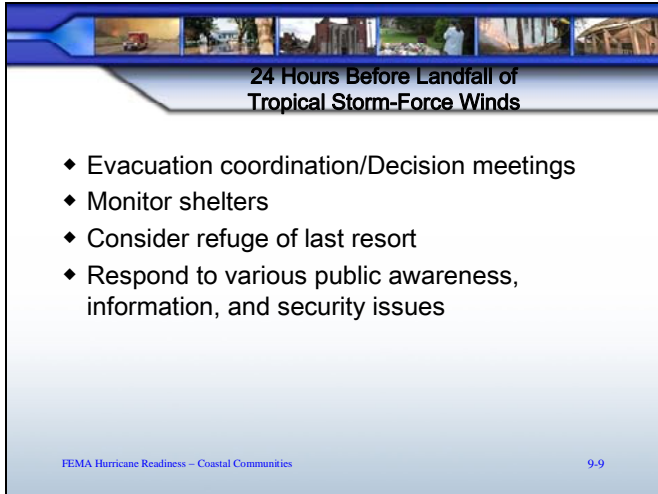 24 Hours Before Landfall of
Tropical Storm-Force Winds
◆ Evacuation coordination/Decision meetings
◆ Monitor shelters
◆ Consider refuge of last resort
◆ Respond to various public awareness,
information, and security issues
FEMA Hurricane Readiness – Coastal Communities 9-9